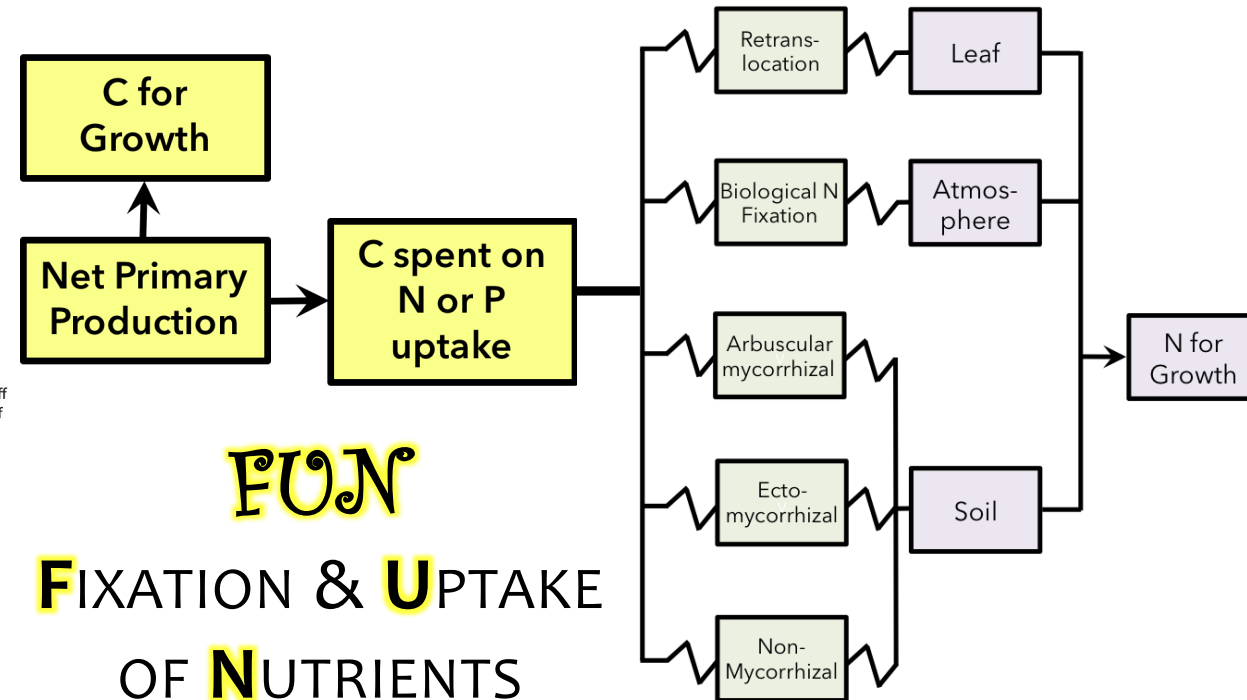 C for
Growth
Net Primary
Production
C spent on
N or P
uptake
Retrans-
location
Leaf
Biological N
Fixation
Atmos-
phere
Arbuscular
mycorrhizal
N for
Growth
Ecto-
mycorrhizal
Soil
Non-
Mycorrhizal
FUN
FIXATION & UPTAKE
OF NUTRIENTS